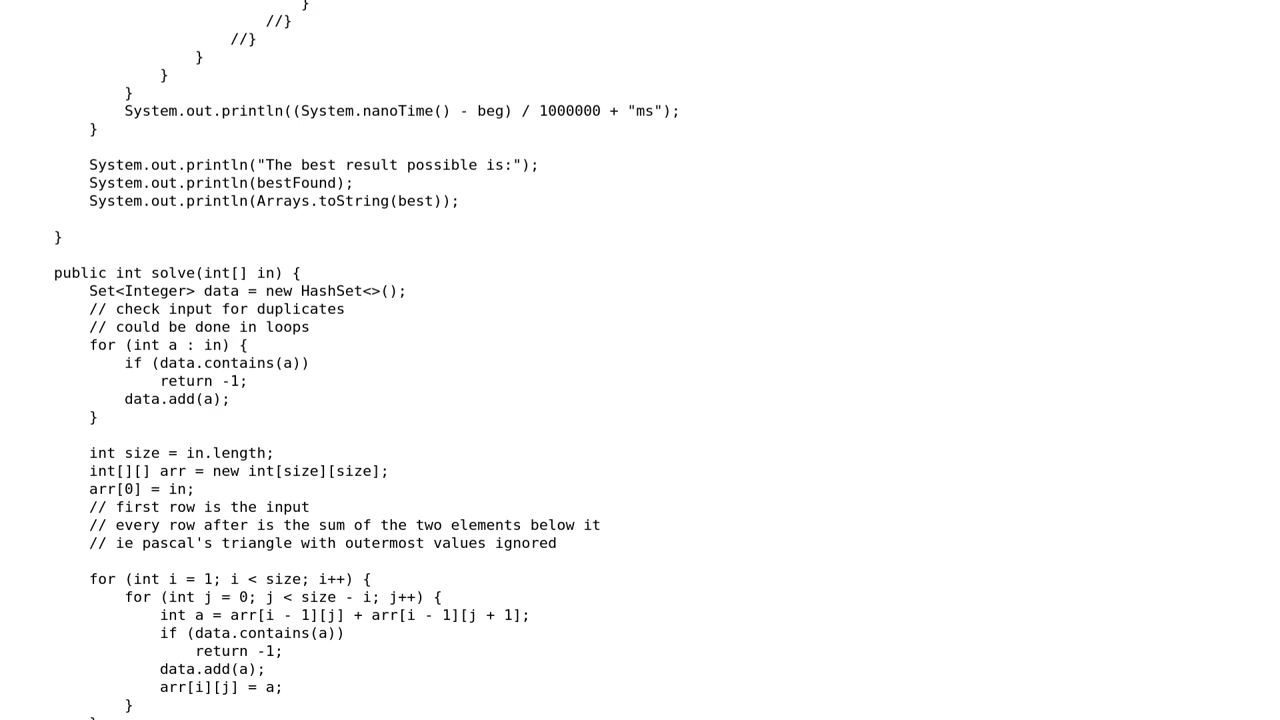 }
//}
//}
}
}
}
System.out.println((System.nanoTime() - beg) / 1000000 + "ms");
}
System.out.println("The best result possible is:");
System.out.println(bestFound);
System.out.println(Arrays.toString(best));
}
public int solve(int[] in) {
Set<Integer> data = new HashSet<>();
// check input for duplicates
// could be done in loops
for (int a : in) {
if (data.contains(a))
return -1;
data.add(a);
}
int size = in.length;
int[][] arr = new int[size][size];
arr[0] = in;
// first row is the input
// every row after is the sum of the two elements below it
// ie pascal's triangle with outermost values ignored
for (int i = 1; i < size; i++) {
for (int j = 0; j < size - i; j++) {
int a = arr[i - 1][j] + arr[i - 1][j + 1];
if (data.contains(a))
return -1;
data.add(a);
arr[i][j] = a;
}
}